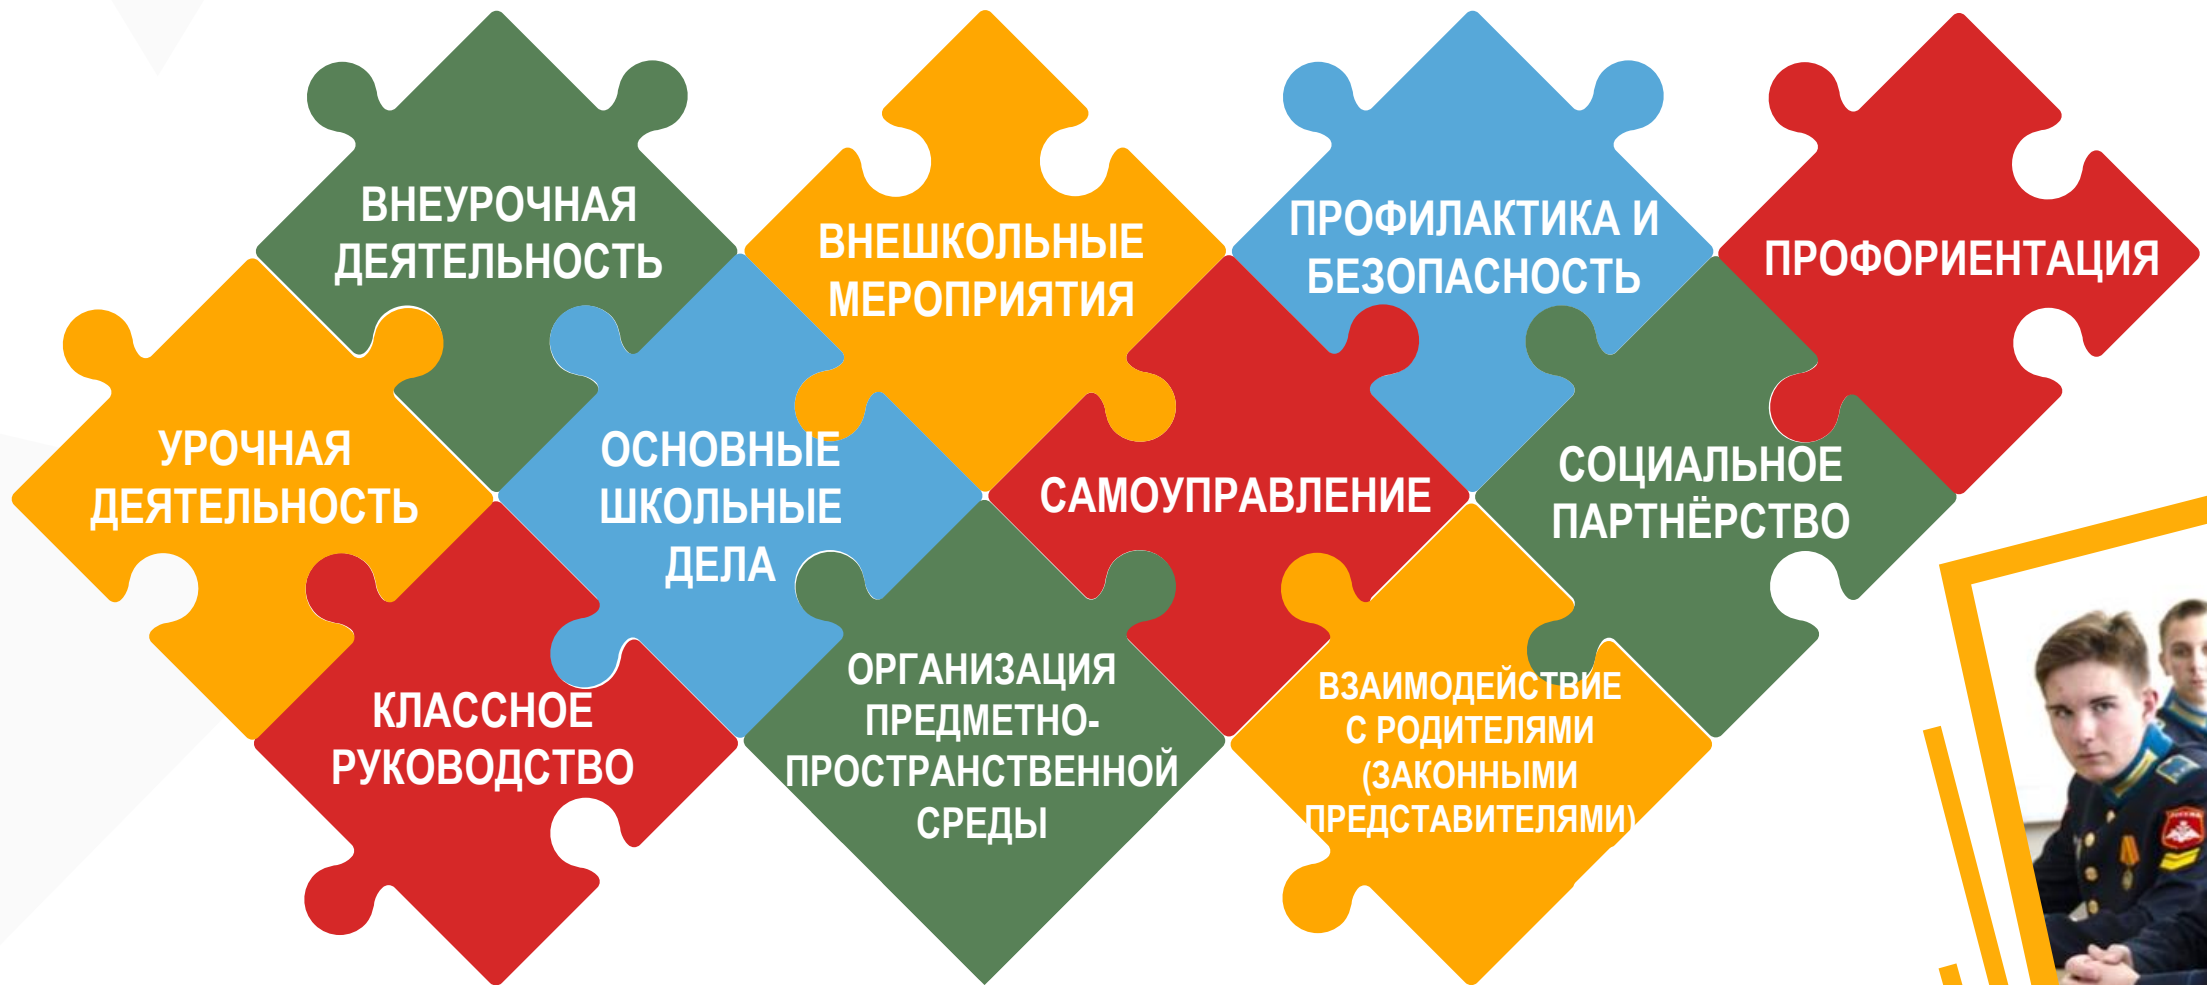 ВНЕУРОЧНАЯ
ДЕЯТЕЛЬНОСТЬ
ВНЕШКОЛЬНЫЕ
МЕРОПРИЯТИЯ
ПРОФИЛАКТИКА И
БЕЗОПАСНОСТЬ
ПРОФОРИЕНТАЦИЯ
УРОЧНАЯ
ДЕЯТЕЛЬНОСТЬ
ОСНОВНЫЕ
ШКОЛЬНЫЕ
ДЕЛА
САМОУПРАВЛЕНИЕ
СОЦИАЛЬНОЕ
ПАРТНЁРСТВО
КЛАССНОЕ
РУКОВОДСТВО
ОРГАНИЗАЦИЯ
ПРЕДМЕТНО-
ПРОСТРАНСТВЕННОЙ
СРЕДЫ
ВЗАИМОДЕЙСТВИЕ
С РОДИТЕЛЯМИ
(ЗАКОННЫМИ
ПРЕДСТАВИТЕЛЯМИ)